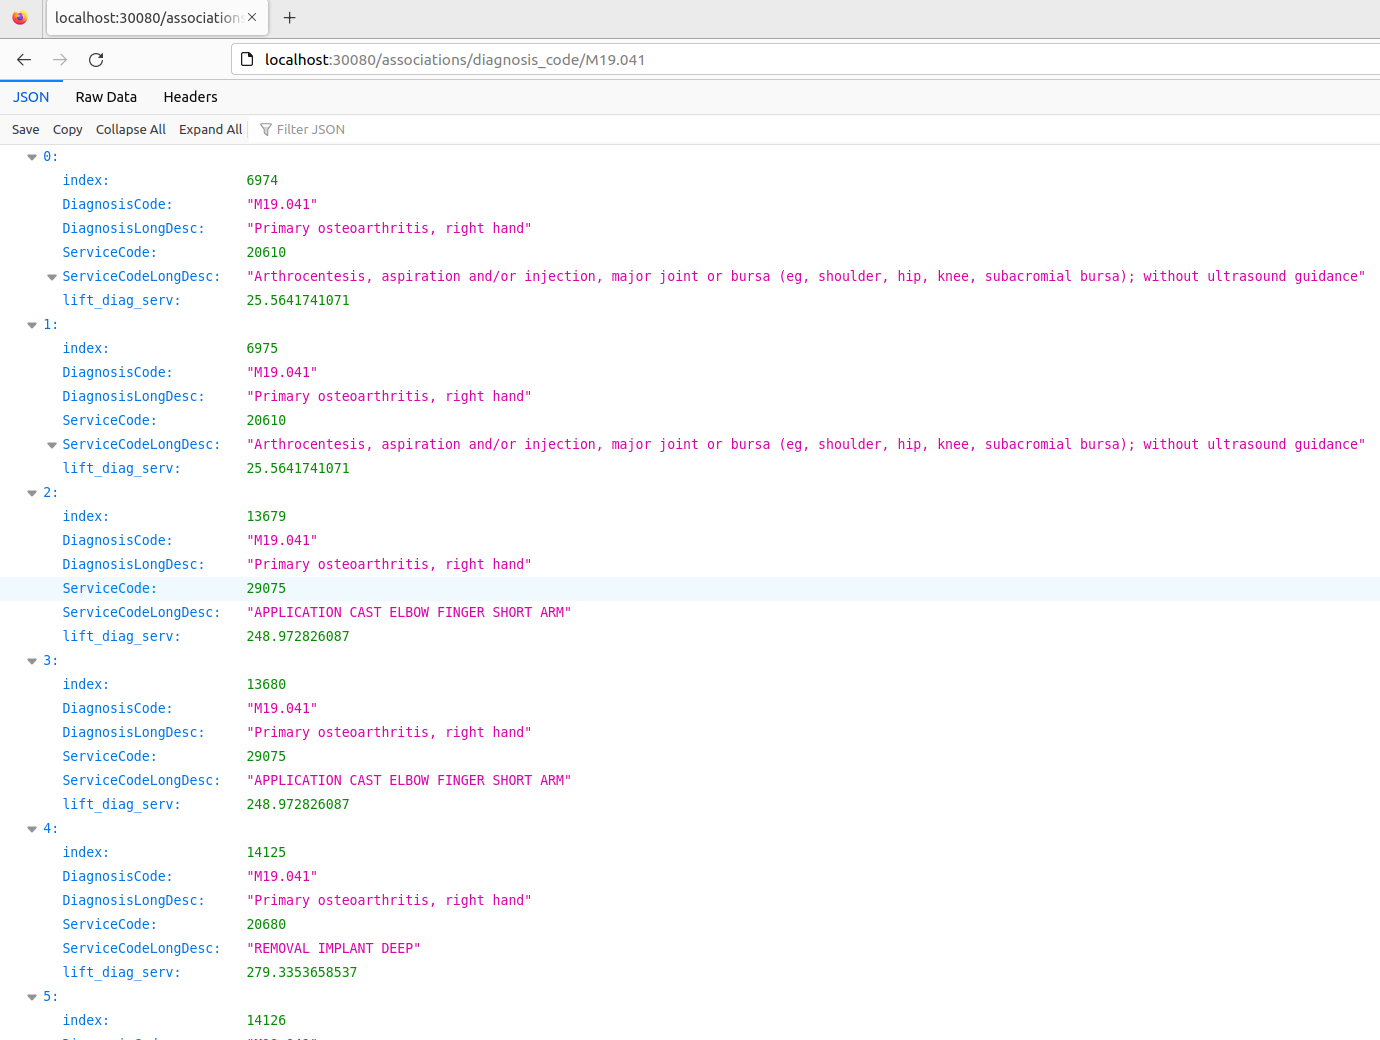 localhost:30080/association
localhost:30080/associations/diagnosis_code/M19.041
JSON Raw Data Headers
Save Copy Collapse All Expand All Filter JSON
0:
index: 6974
DiagnosisCode: "M19.041"
DiagnosisLongDesc: "Primary osteoarthritis, right hand"
ServiceCode: 20610
ServiceCodeLongDesc: "Arthrocentesis, aspiration and/or injection, major joint or bursa (eg, shoulder, hip, knee, subacromial bursa); without ultrasound guidance"
lift_diag_serv: 25.5641741071
1:
index: 6975
DiagnosisCode: "M19.041"
DiagnosisLongDesc: "Primary osteoarthritis, right hand"
ServiceCode: 20610
ServiceCodeLongDesc: "Arthrocentesis, aspiration and/or injection, major joint or bursa (eg, shoulder, hip, knee, subacromial bursa); without ultrasound guidance"
lift_diag_serv: 25.5641741071
2:
index: 13679
DiagnosisCode: "M19.041"
DiagnosisLongDesc: "Primary osteoarthritis, right hand"
ServiceCode: 29075
ServiceCodeLongDesc: "APPLICATION CAST ELBOW FINGER SHORT ARM"
lift_diag_serv: 248.972826087
3:
index: 13680
DiagnosisCode: "M19.041"
DiagnosisLongDesc: "Primary osteoarthritis, right hand"
ServiceCode: 29075
ServiceCodeLongDesc: "APPLICATION CAST ELBOW FINGER SHORT ARM"
lift_diag_serv: 248.972826087
4:
index: 14125
DiagnosisCode: "M19.041"
DiagnosisLongDesc: "Primary osteoarthritis, right hand"
ServiceCode: 20680
ServiceCodeLongDesc: "REMOVAL IMPLANT DEEP"
lift_diag_serv: 279.3353658537
5:
index: 14126